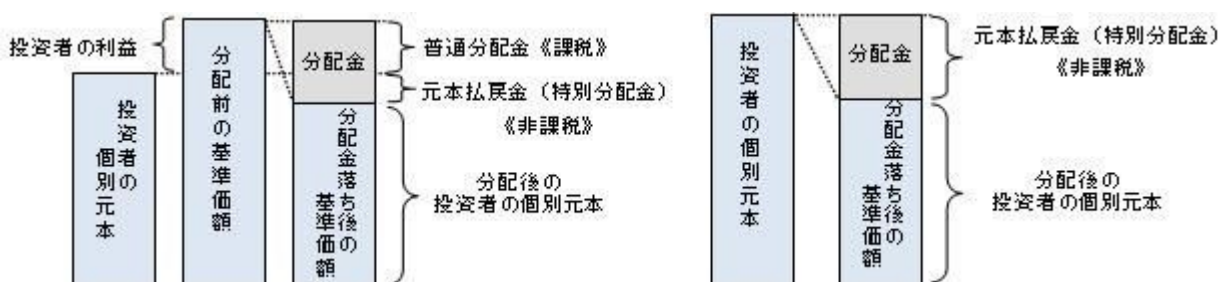 投資者の利益
投資者の
個別元本
分配前の基準価額
分配金
分配金落ち後の
基準価額
普通分配金《課税》
元本払戻金（特別分配金）
《非課税》
分配後の
投資者の個別元本
投資者の個別元本
分配金
分配金落ち後の
基準価額
元本払戻金（特別分配金）
《非課税》
分配後の
投資者の個別元本